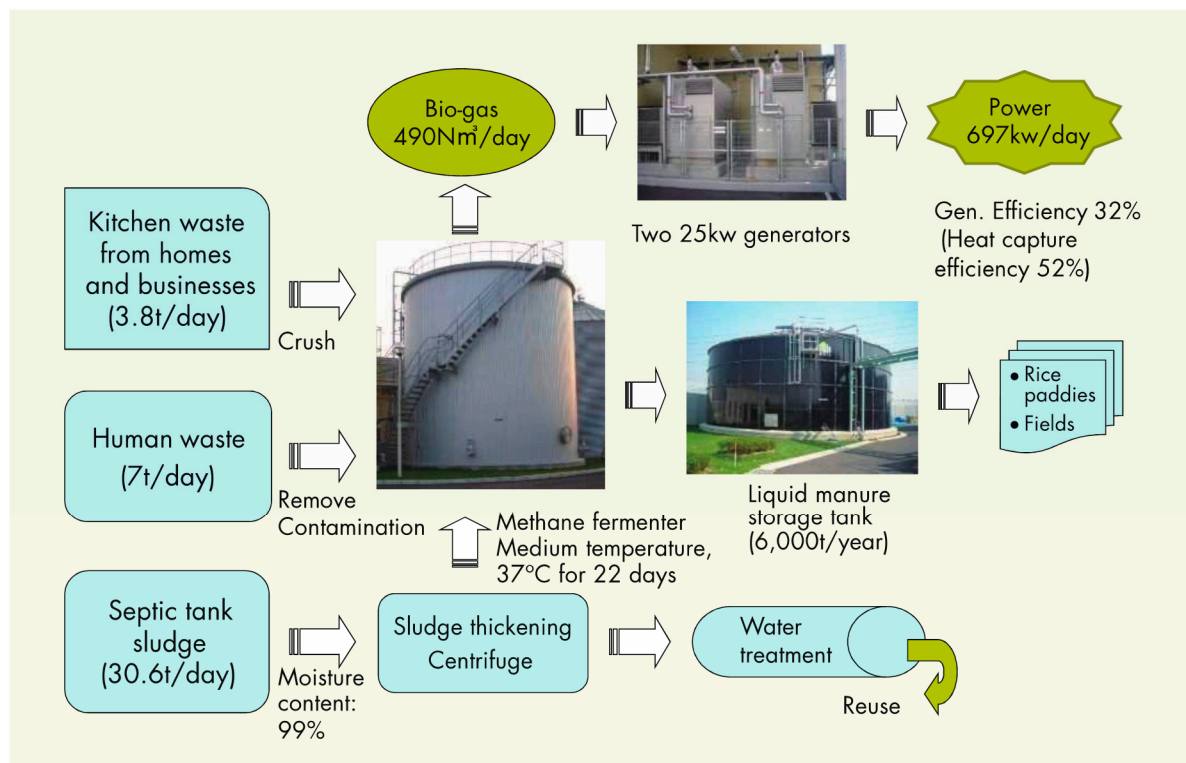 Bio-gas
490Nm³/day
Power
697kw/day
Two 25kw generators
Gen. Efficiency 32%
(Heat capture
efficiency 52%)
Kitchen waste
from homes
and businesses
(3.8t/day)
Crush
Human waste
(7t/day)
Remove
Contamination
Methane fermenter
Medium temperature,
37°C for 22 days
Liquid manure
storage tank
(6,000t/year)
● Rice
paddies
● Fields
Septic tank
sludge
(30.6t/day)
Moisture
content:
99%
Sludge thickening
Centrifuge
Water
treatment
Reuse